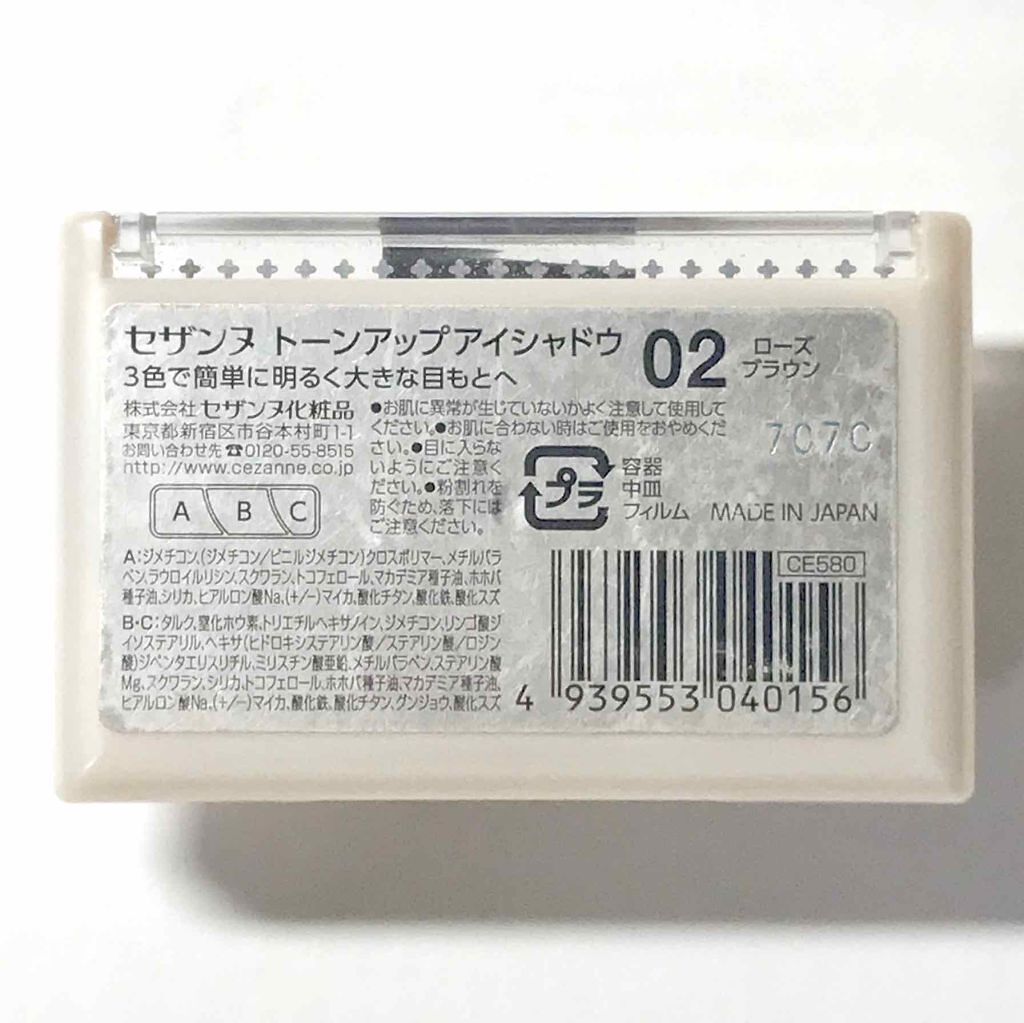 セザンヌ トーンアップアイシャドウ 02 ローズ
ブラウン
3色で簡単に明るく大きな目もとへ
株式会社 セザンヌ化粧品
東京都新宿区市谷本村町1-1
お問い合わせ先☎0120-55-8515
http://www.cezanne.co.jp
●お肌に異常が生じていないかよく注意して使用して
ください。●お肌に合わない時はご使用をおやめくだ
さい。●目に入らな
いようにご注意く
ださい。●粉割れを
防ぐため、落下には
ご注意ください。
7C7C
プラ
容器
中皿
フィルム
MADE IN JAPAN
A B C
A:ジメチコン、(ジメチコン/ビニルジメチコン)クロスポリマー、メチルパラ
ベン、ラウロイルリシン、スクワラン、トコフェロール、マカデミア種子油、ホホバ
種子油、シリカ、ヒアルロン酸Na、(+/−)マイカ、酸化チタン、酸化鉄、酸化スズ
B・C:タルク、窒化ホウ素、トリエチルヘキサノイン、ジメチコン、リンゴ酸ジ
イソステアリル、ヘキサ(ヒドロキシステアリン酸/ステアリン酸/ロジン
酸)ジペンタエリスリチル、ミリスチン酸亜鉛、メチルパラベン、ステアリン酸
Mg、スクワラン、シリカ、トコフェロール、ホホバ種子油、マカデミア種子油、
ヒアルロン酸Na、(+/−)マイカ、酸化鉄、酸化チタン、グンジョウ、酸化スズ
CE580
4 939553 040156